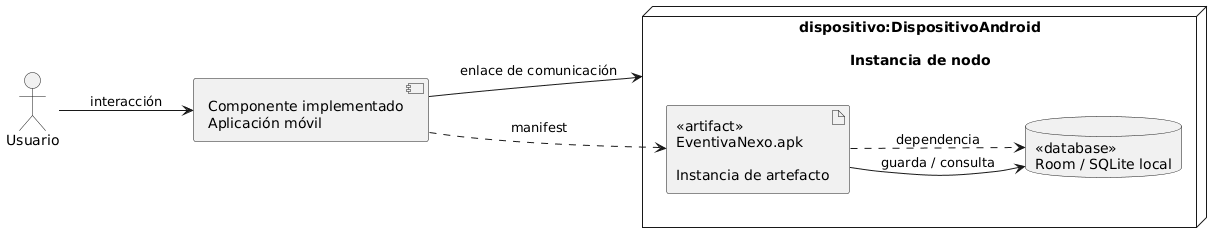 dispositivo:DispositivoAndroid
Instancia de nodo
Usuario
interacción
Componente implementado
Aplicación móvil
enlace de comunicación
manifest
«artifact»
EventivaNexo.apk
Instancia de artefacto
dependencia
guarda / consulta
«database»
Room / SQLite local